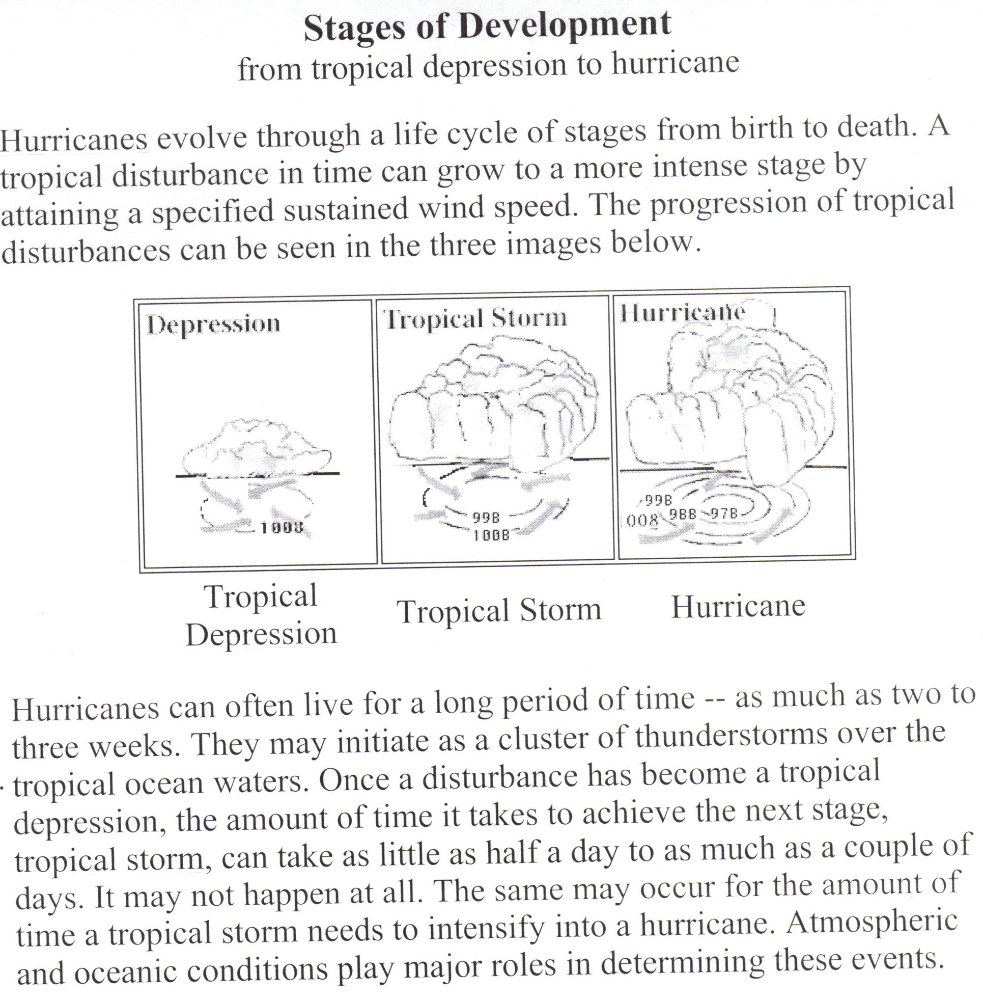 Stages of Development
from tropical depression to hurricane
Hurricanes evolve through a life cycle of stages from birth to death. A
tropical disturbance in time can grow to a more intense stage by
attaining a specified sustained wind speed. The progression of tropical
disturbances can be seen in the three images below.
Depression
Tropical Storm
Hurricane
1008
998
1008
998
1008 988 978
Tropical
Depression
Tropical Storm
Hurricane
Hurricanes can often live for a long period of time -- as much as two to
three weeks. They may initiate as a cluster of thunderstorms over the
tropical ocean waters. Once a disturbance has become a tropical
depression, the amount of time it takes to achieve the next stage,
tropical storm, can take as little as half a day to as much as a couple of
days. It may not happen at all. The same may occur for the amount of
time a tropical storm needs to intensify into a hurricane. Atmospheric
and oceanic conditions play major roles in determining these events.